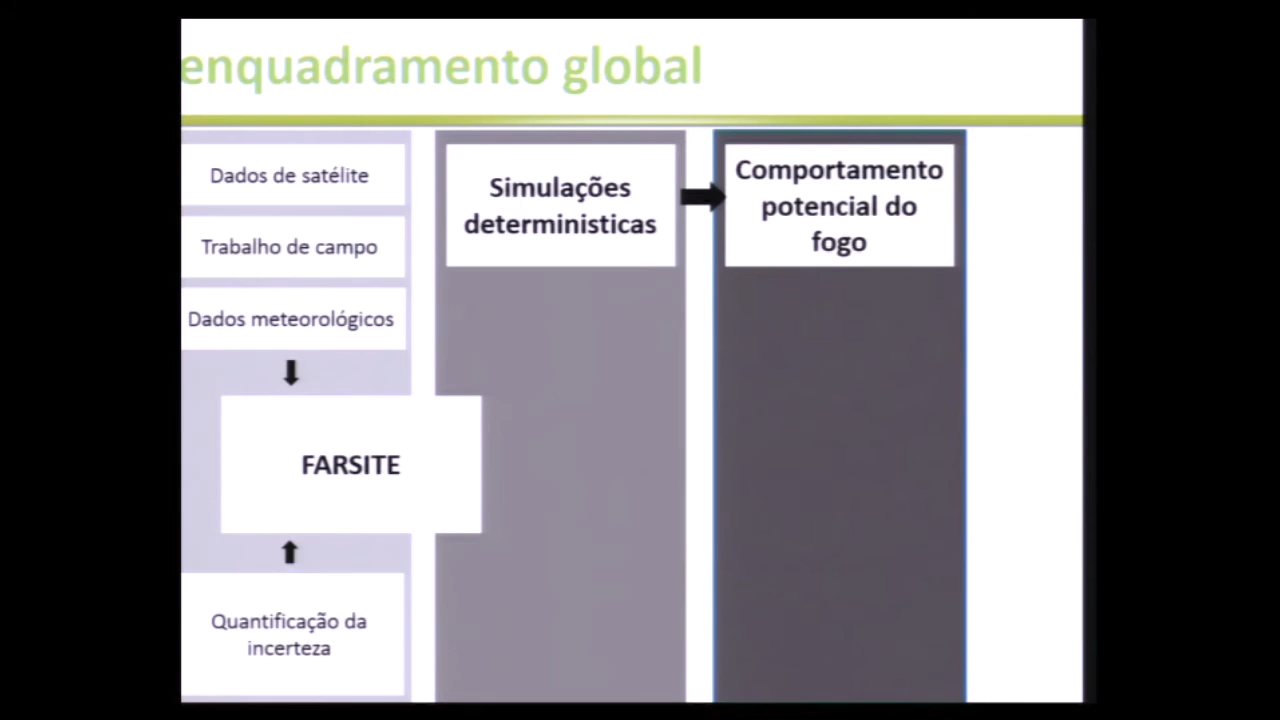 enquadramento global
Dados de satélite
Trabalho de campo
Dados meteorológicos
FARSITE
Quantificação da
incerteza
Simulações
deterministicas
Comportamento
potencial do
fogo